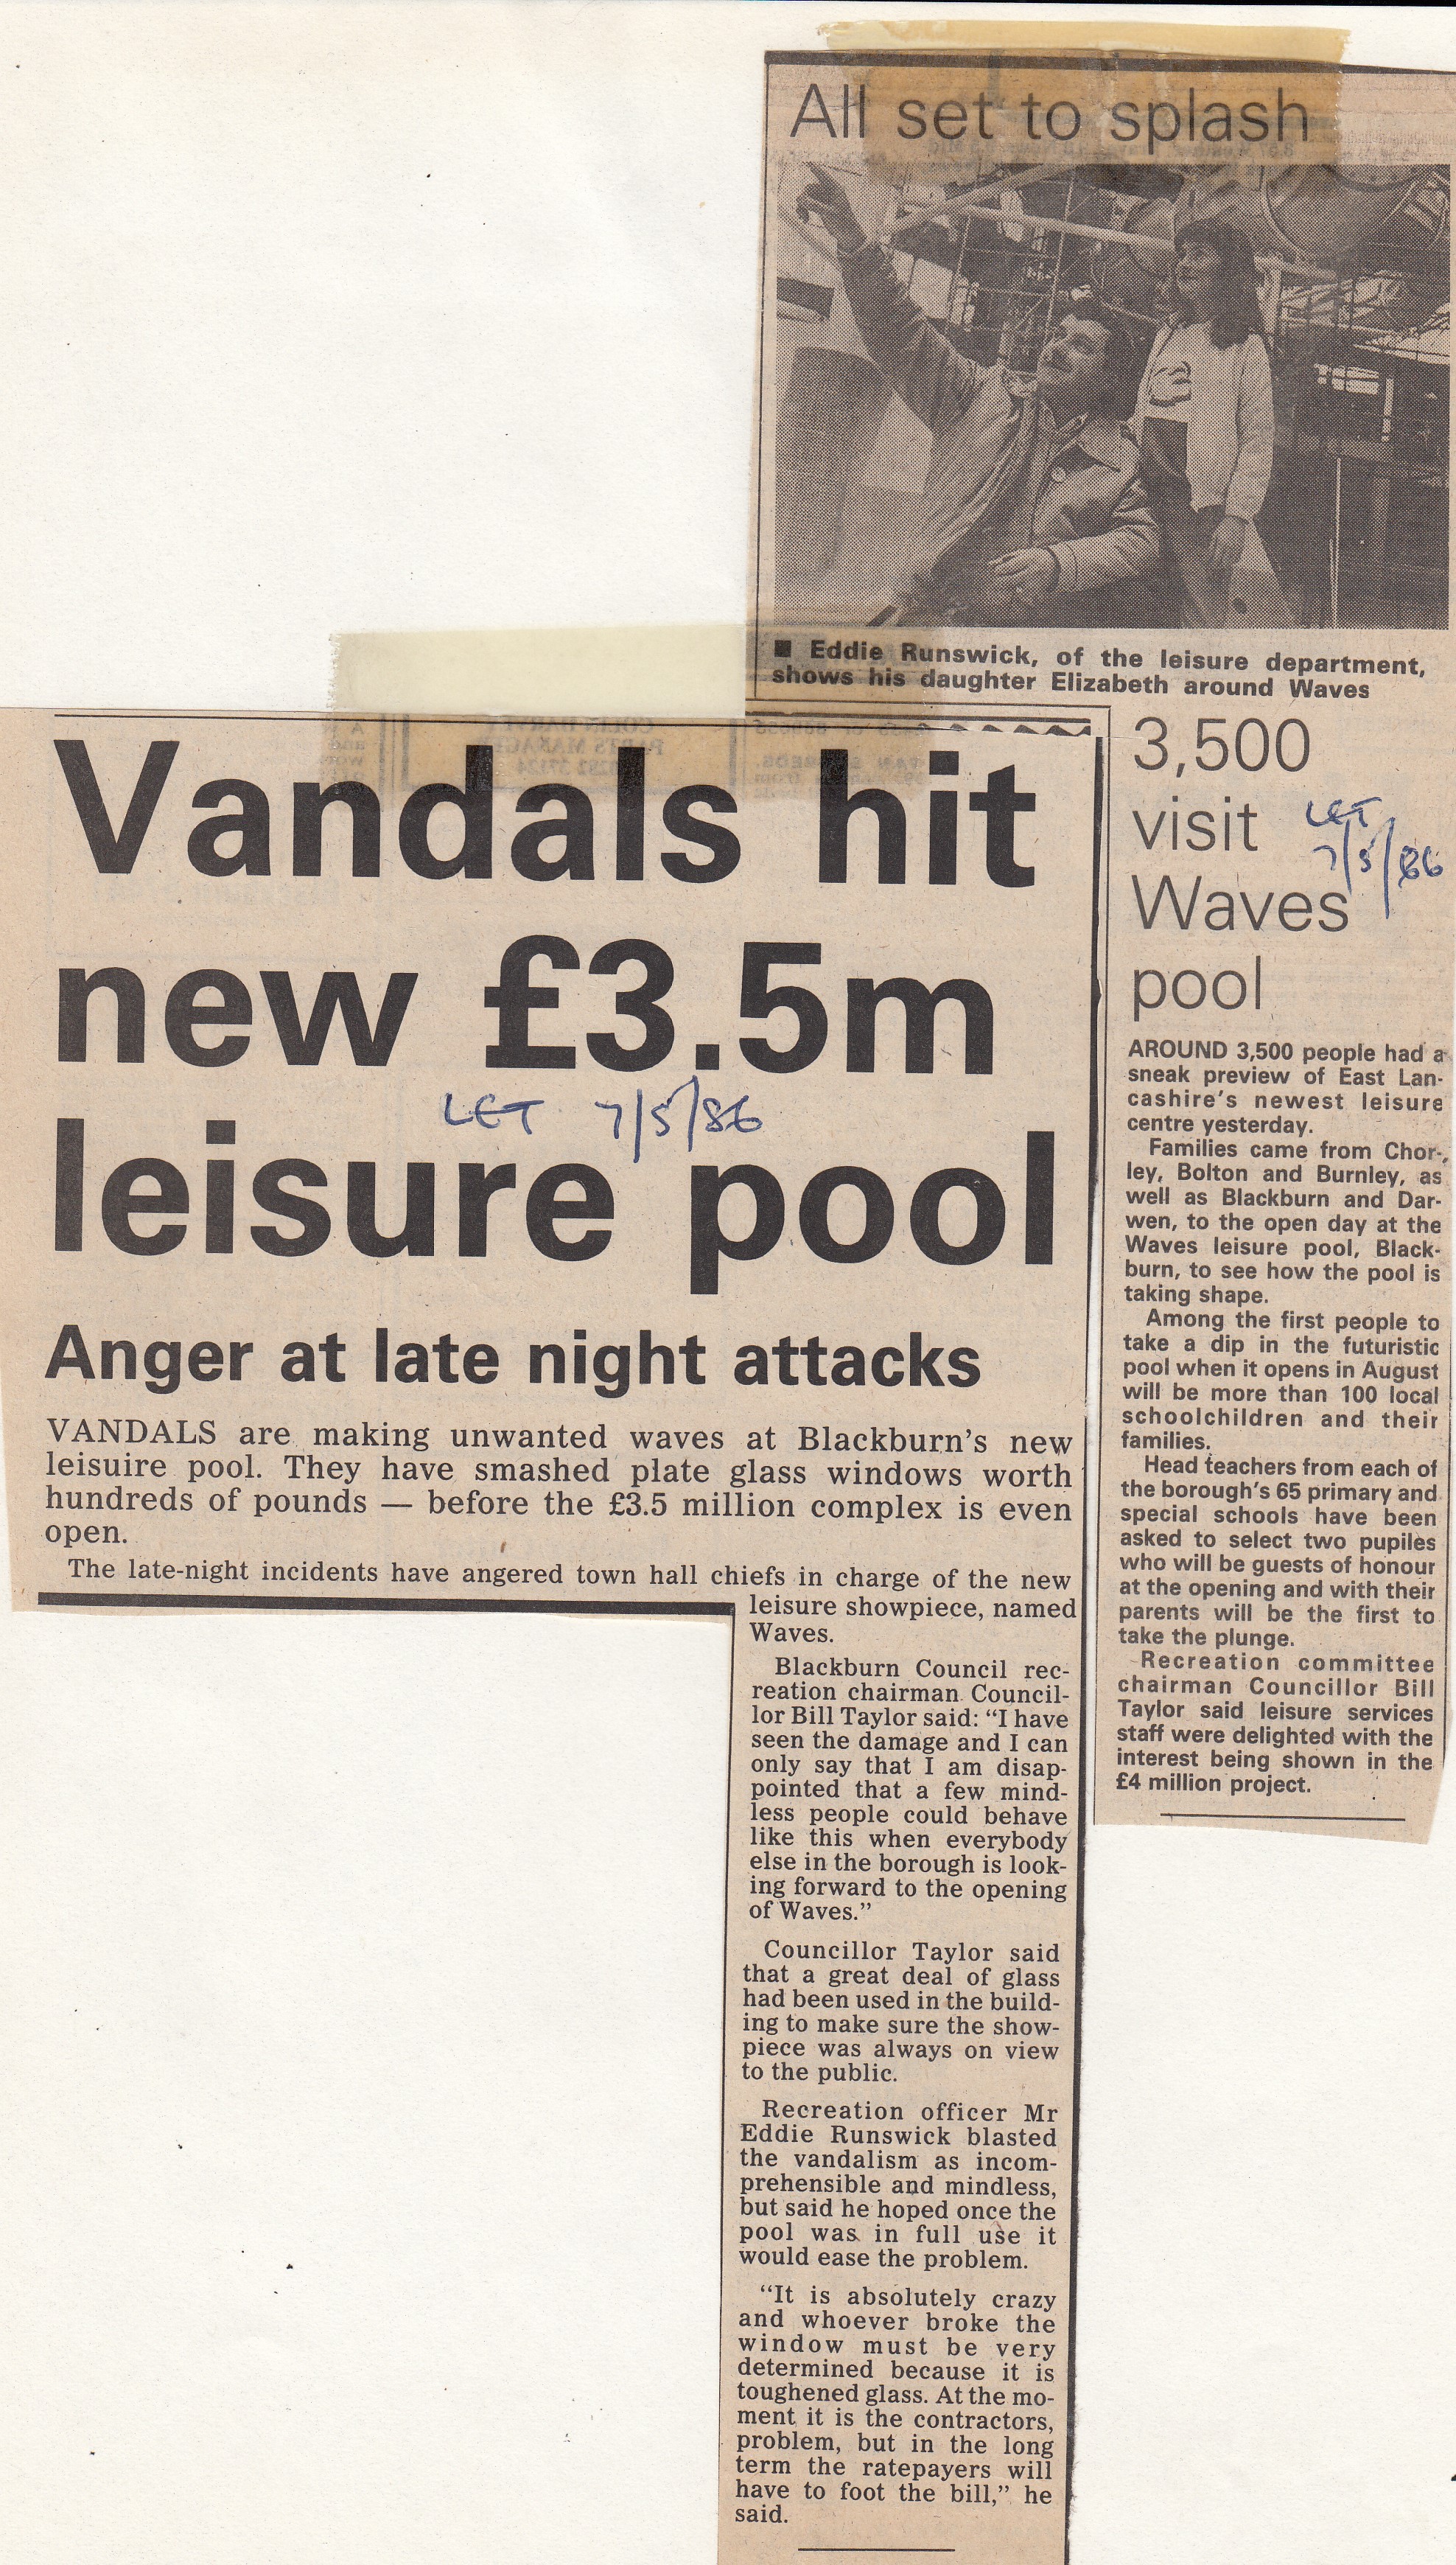 All set to splash
■ Eddie Runswick, of the leisure department,
shows his daughter Elizabeth around Waves
3,500
visit
Waves
pool
LET
7/5/86
AROUND 3,500 people had a
sneak preview of East Lan-
cashire's newest leisure
centre yesterday.
Families came from Chor-
ley, Bolton and Burnley, as
well as Blackburn and Dar-
wen, to the open day at the
Waves leisure pool, Black-
burn, to see how the pool is
taking shape.
Among the first people to
take a dip in the futuristic
pool when it opens in August
will be more than 100 local
schoolchildren and their
families.
Head teachers from each of
the borough's 65 primary and
special schools have been
asked to select two pupiles
who will be guests of honour
at the opening and with their
parents will be the first to
take the plunge.
Recreation committee
chairman Councillor Bill
Taylor said leisure services
staff were delighted with the
interest being shown in the
£4 million project.
Vandals hit
new £3.5m
LET 7/5/86
leisure pool
Anger at late night attacks
VANDALS are making unwanted waves at Blackburn's new
leisuire pool. They have smashed plate glass windows worth
hundreds of pounds — before the £3.5 million complex is even
open.
The late-night incidents have angered town hall chiefs in charge of the new
leisure showpiece, named
Waves.
Blackburn Council rec-
reation chairman Council-
lor Bill Taylor said: “I have
seen the damage and I can
only say that I am disap-
pointed that a few mind-
less people could behave
like this when everybody
else in the borough is look-
ing forward to the opening
of Waves.”
Councillor Taylor said
that a great deal of glass
had been used in the build-
ing to make sure the show-
piece was always on view
to the public.
Recreation officer Mr
Eddie Runswick blasted
the vandalism as incom-
prehensible and mindless,
but said he hoped once the
pool was in full use it
would ease the problem.
“It is absolutely crazy
and whoever broke the
window must be very
determined because it is
toughened glass. At the mo-
ment it is the contractors,
problem, but in the long
term the ratepayers will
have to foot the bill,” he
said.